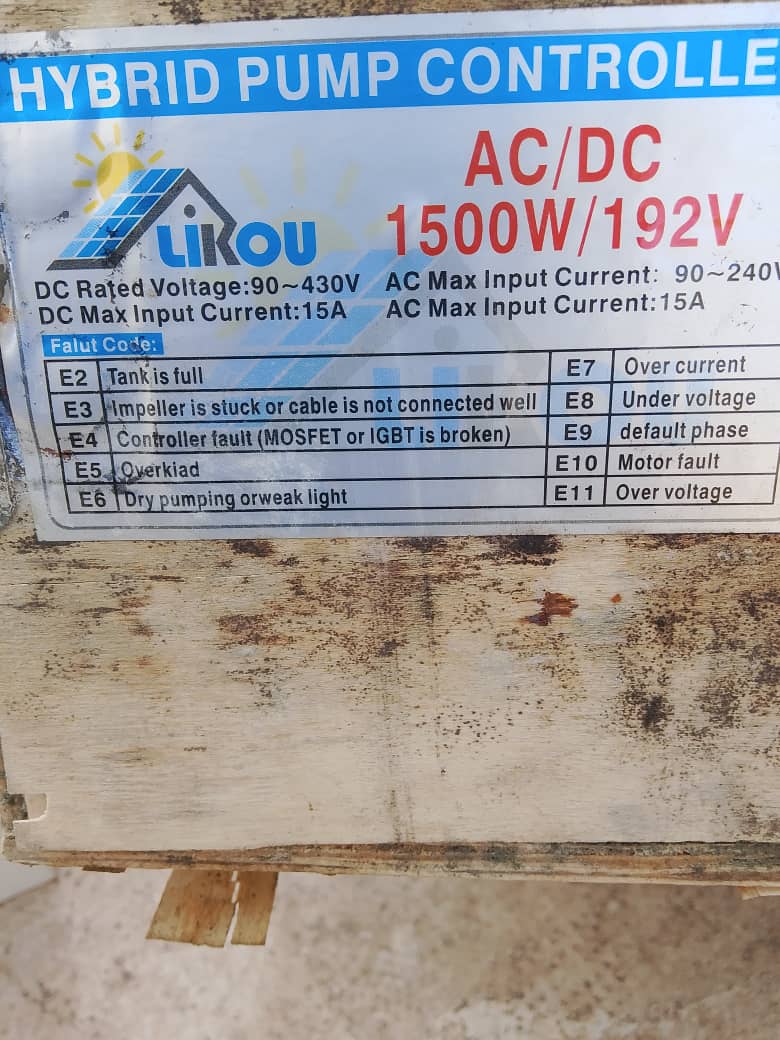 HYBRID PUMP CONTROLLE
LIKOU
AC/DC
1500W/192V
DC Rated Voltage:90~430V AC Max Input Current: 90~240V
DC Max Input Current:15A AC Max Input Current:15A
Falut Code:
E2 Tank is full E7 Over current
E3 Impeller is stuck or cable is not connected well E8 Under voltage
E4 Controller fault (MOSFET or IGBT is broken) E9 default phase
E5 Overkiad E10 Motor fault
E6 Dry pumping orweak light E11 Over voltage